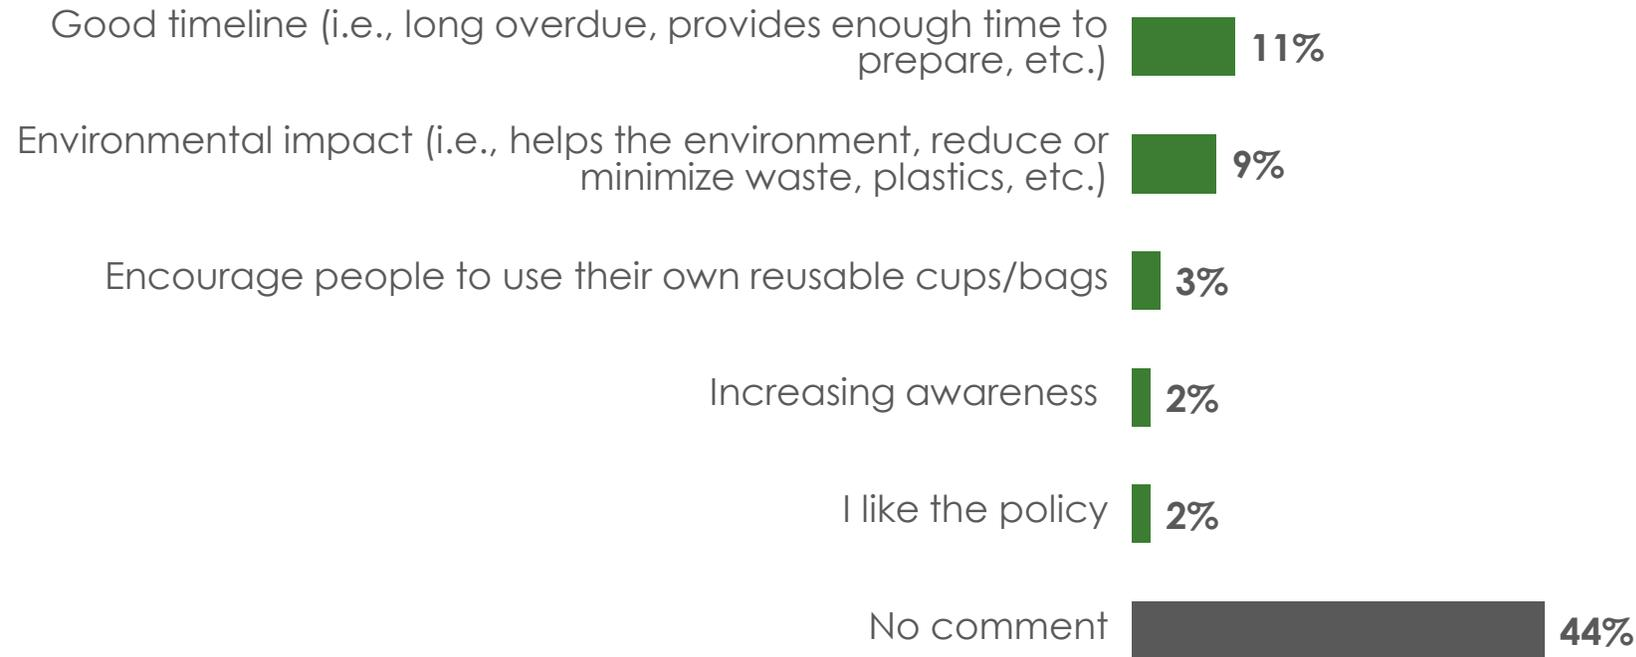 Good timeline (i.e., long overdue, provides enough time to
prepare, etc.)
11%
Environmental impact (i.e., helps the environment, reduce or
minimize waste, plastics, etc.)
9%
Encourage people to use their own reusable cups/bags
3%
Increasing awareness
2%
I like the policy
2%
No comment
44%